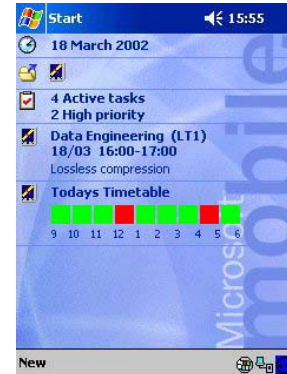 Start 15:55
18 March 2002
4 Active tasks
2 High priority
Data Engineering (LT1)
18/03 16:00-17:00
Lossless compression
Todays Timetable
9 10 11 12 1 2 3 4 5 6
Microsoft
mobile
New